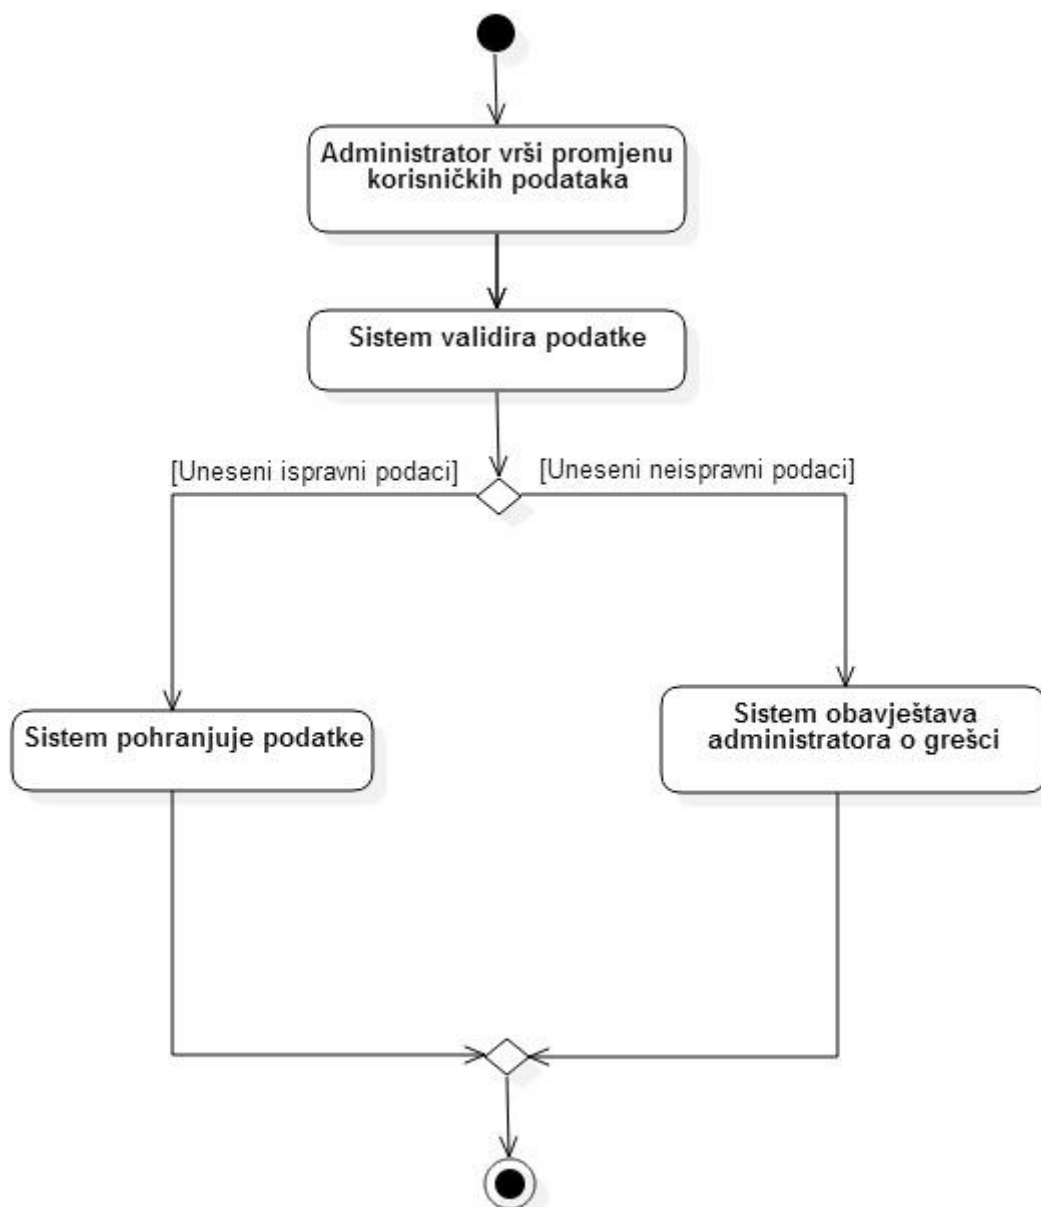 Administrator vrši promjenu
korisničkih podataka
Sistem validira podatke
[Uneseni ispravni podaci]
[Uneseni neispravni podaci]
Sistem pohranjuje podatke
Sistem obavještava
administratora o grešci